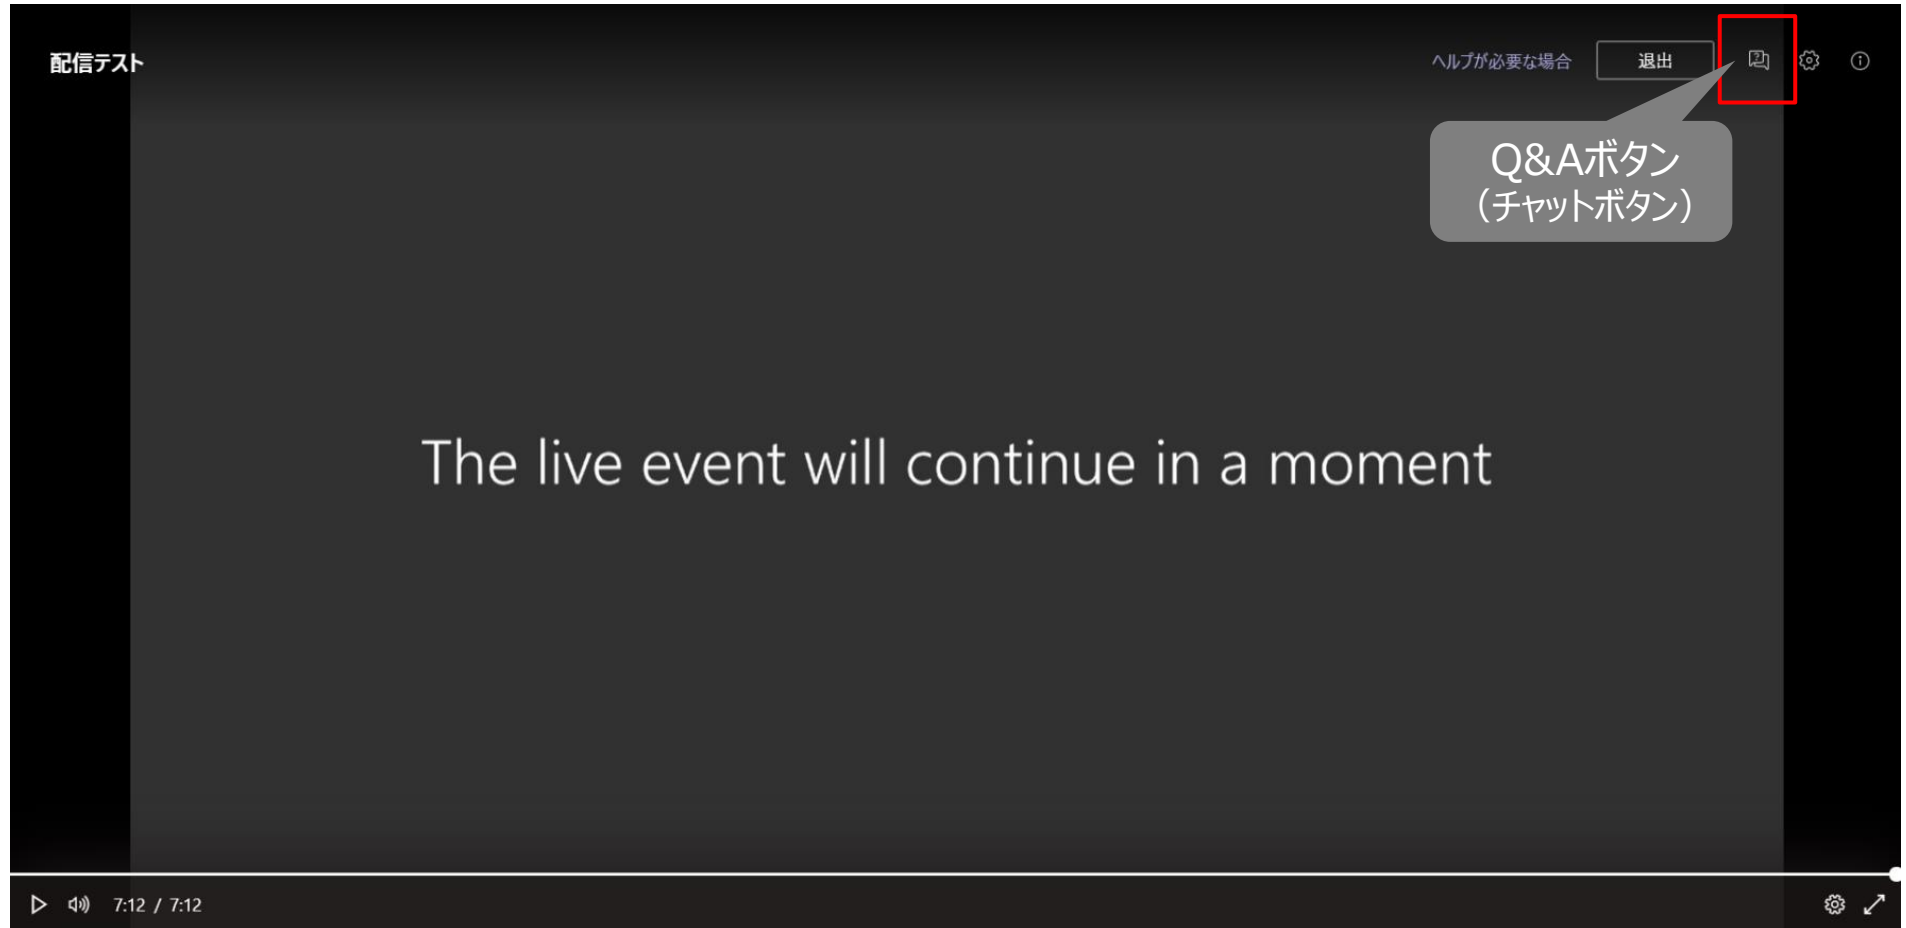 配信テスト
ヘルプが必要な場合
退出
Q&Aボタン
（チャットボタン）
The live event will continue in a moment
7:12 / 7:12